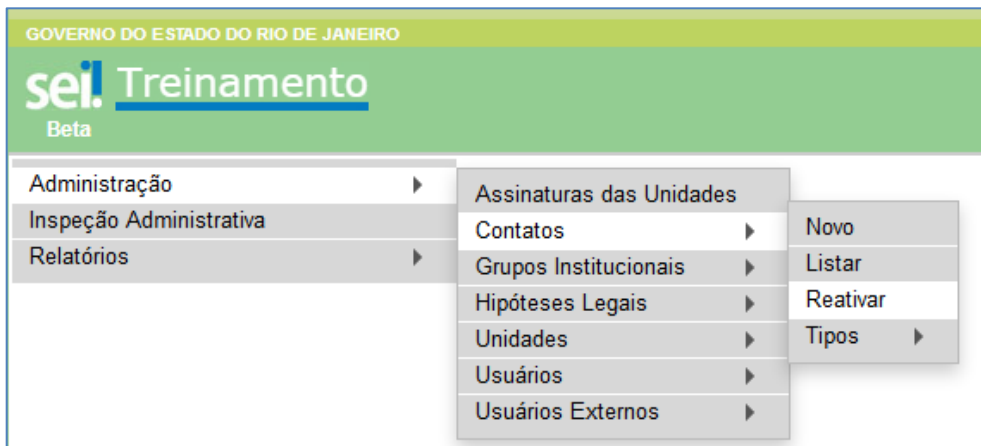 GOVERNO DO ESTADO DO RIO DE JANEIRO
sei! Treinamento
Beta
Administração
Inspeção Administrativa
Relatórios
Assinaturas das Unidades
Contatos
Grupos Institucionais
Hipóteses Legais
Unidades
Usuários
Usuários Externos
Novo
Listar
Reativar
Tipos